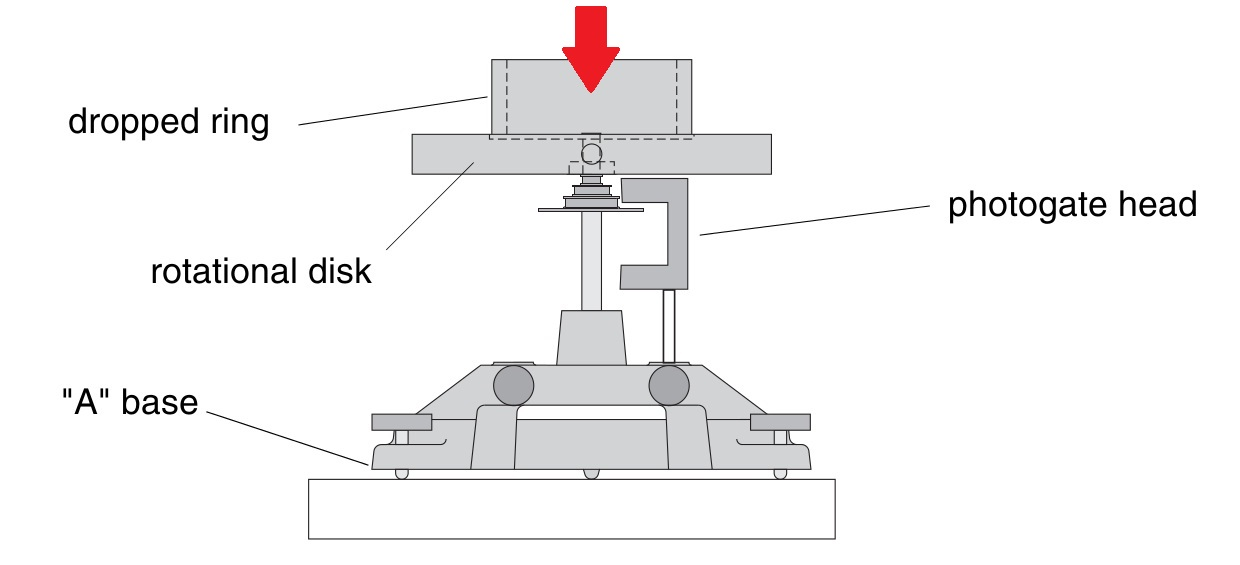 dropped ring
photogate head
rotational disk
"A" base